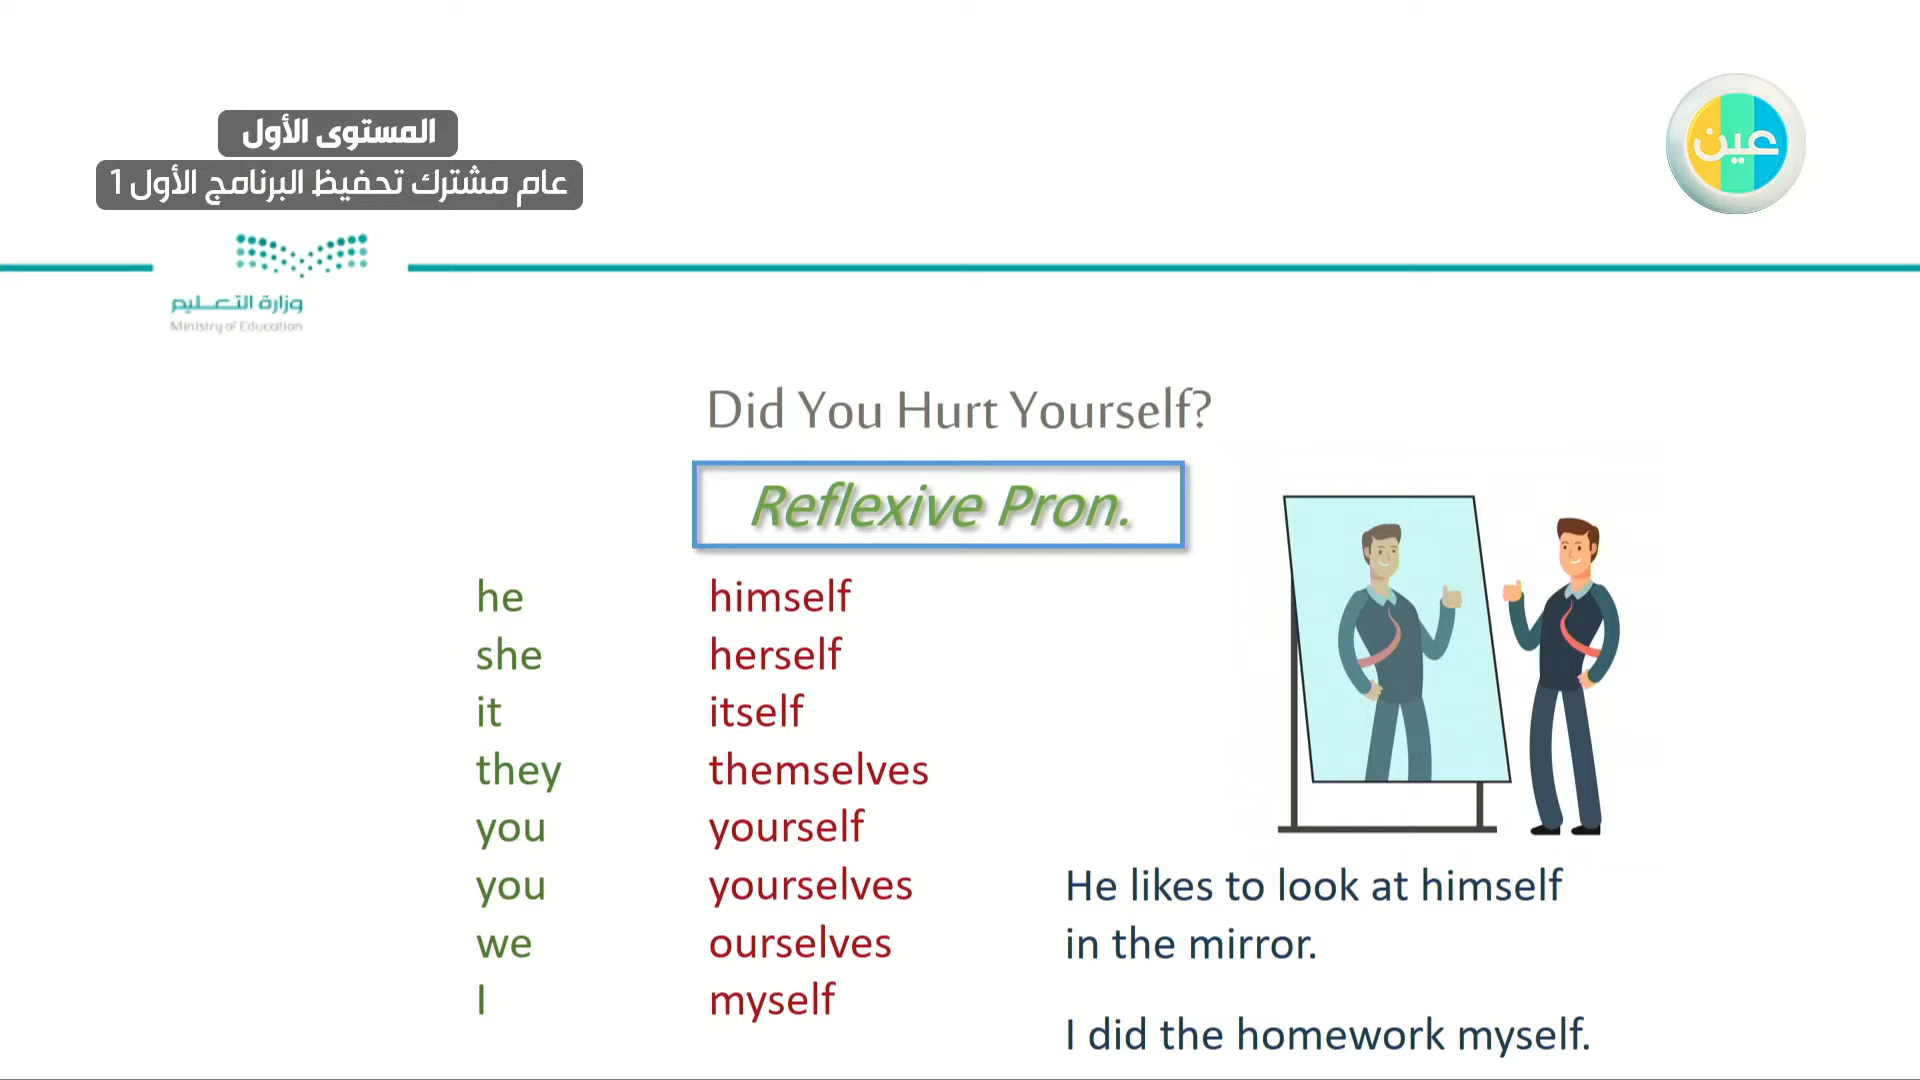 المستوى الأول
عام مشترك تحفيظ البرنامج الأول 1
عين
وزارة التعليم
Ministry of Education
Did You Hurt Yourself?
Reflexive Pron.
he himself
she herself
it itself
they themselves
you yourself
you yourselves
we ourselves
I myself
He likes to look at himself
in the mirror.
I did the homework myself.